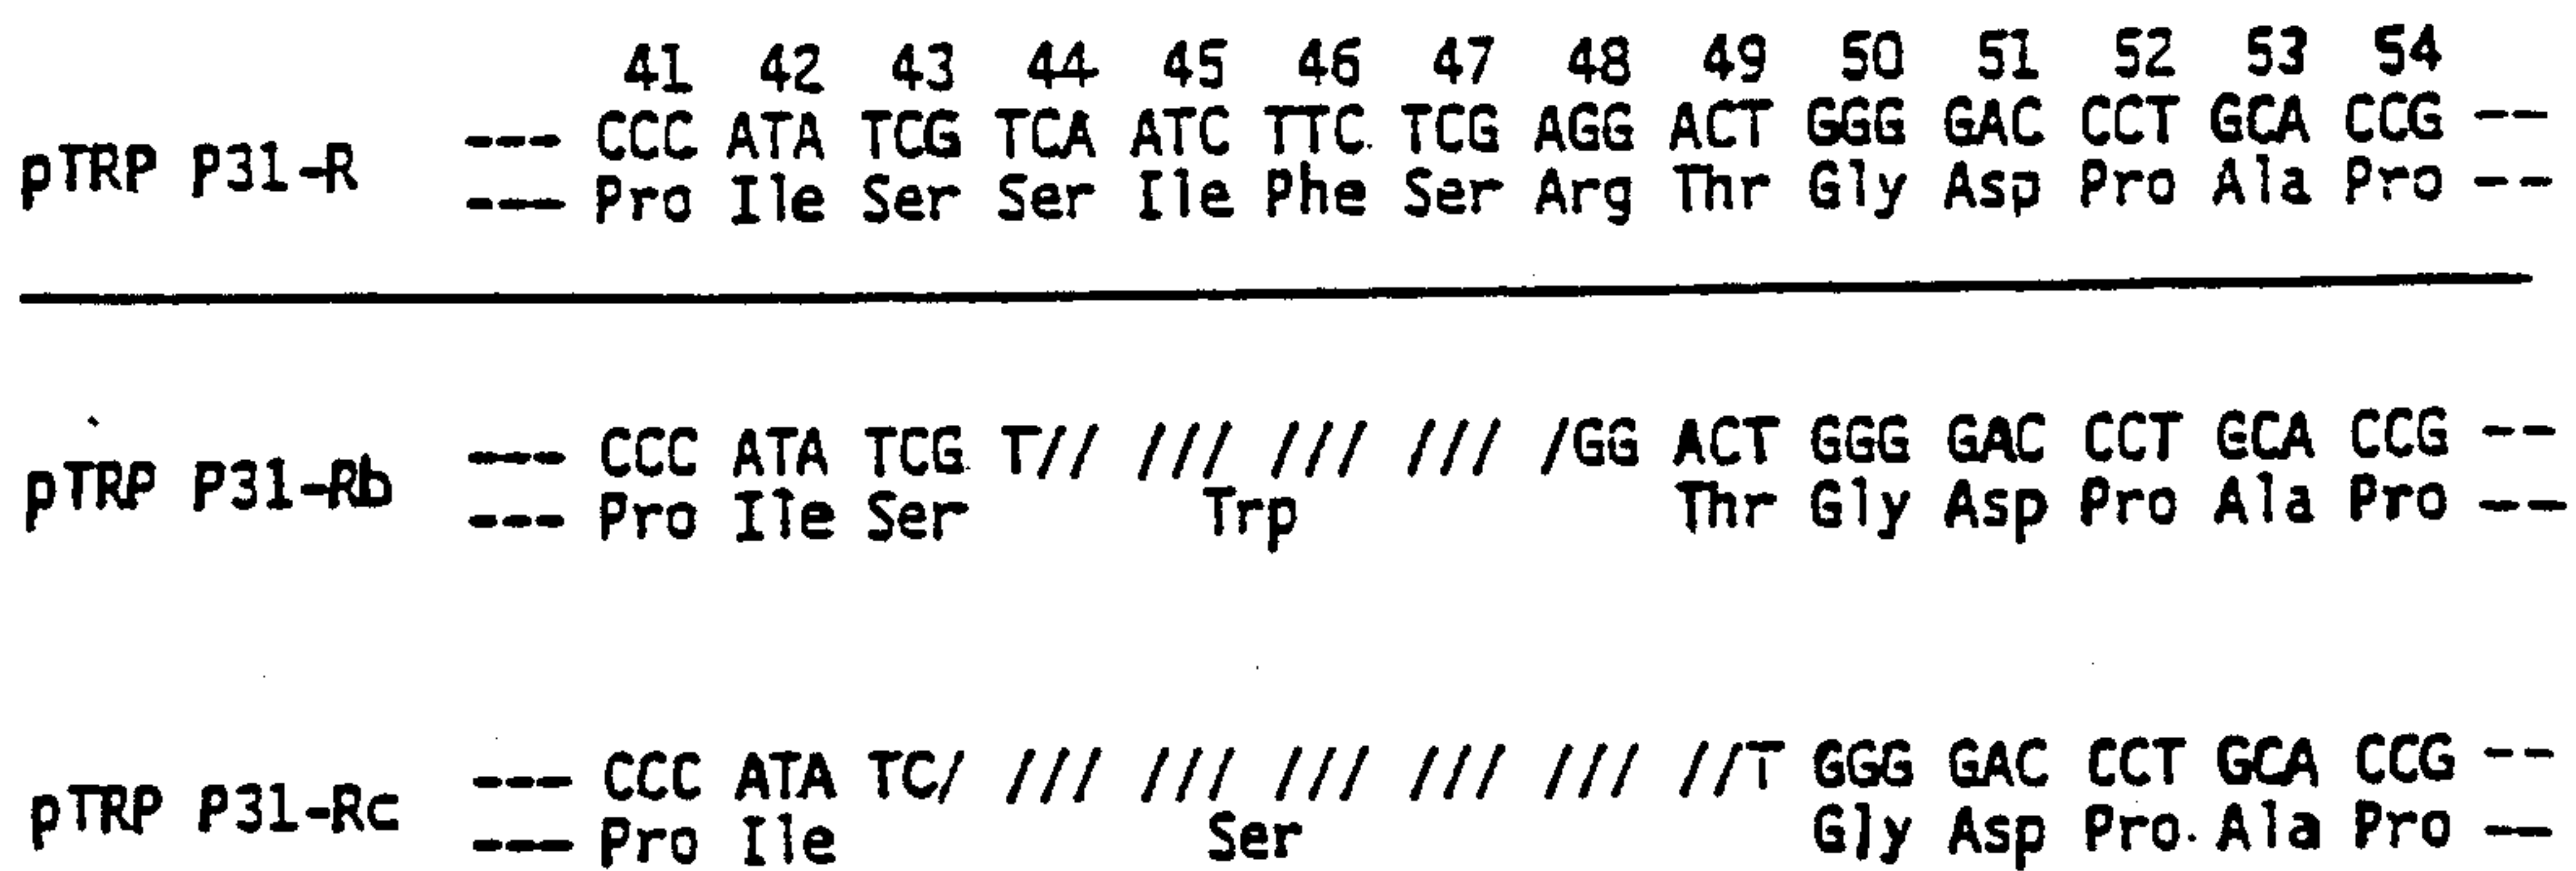 41 42 43 44 45 46 47 48 49 50 51 52 53 54
--- CCC ATA TCG TCA ATC TTC TCG AGG ACT GGG GAC CCT GCA CCG --
pTRP P31-R
--- Pro Ile Ser Ser Ile Phe Ser Arg Thr Gly Asp Pro Ala Pro --
--- CCC ATA TCG T// /// /// /// /GG ACT GGG GAC CCT GCA CCG --
pTRP P31-Rb
--- Pro Ile Ser Trp Thr Gly Asp Pro Ala Pro --
--- CCC ATA TC/ /// /// /// /// /// //T GGG GAC CCT GCA CCG --
pTRP P31-Rc
--- Pro Ile Ser Gly Asp Pro Ala Pro --